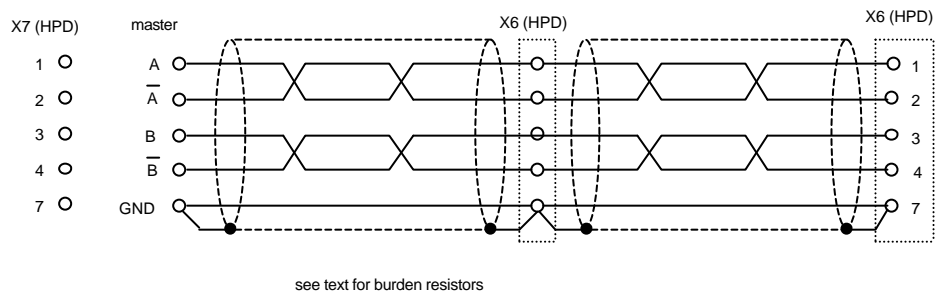 X7 (HPD) master X6 (HPD) X6 (HPD)
1 A 1
2 A̅ 2
3 B 3
4 B̅ 4
7 GND 7
see text for burden resistors